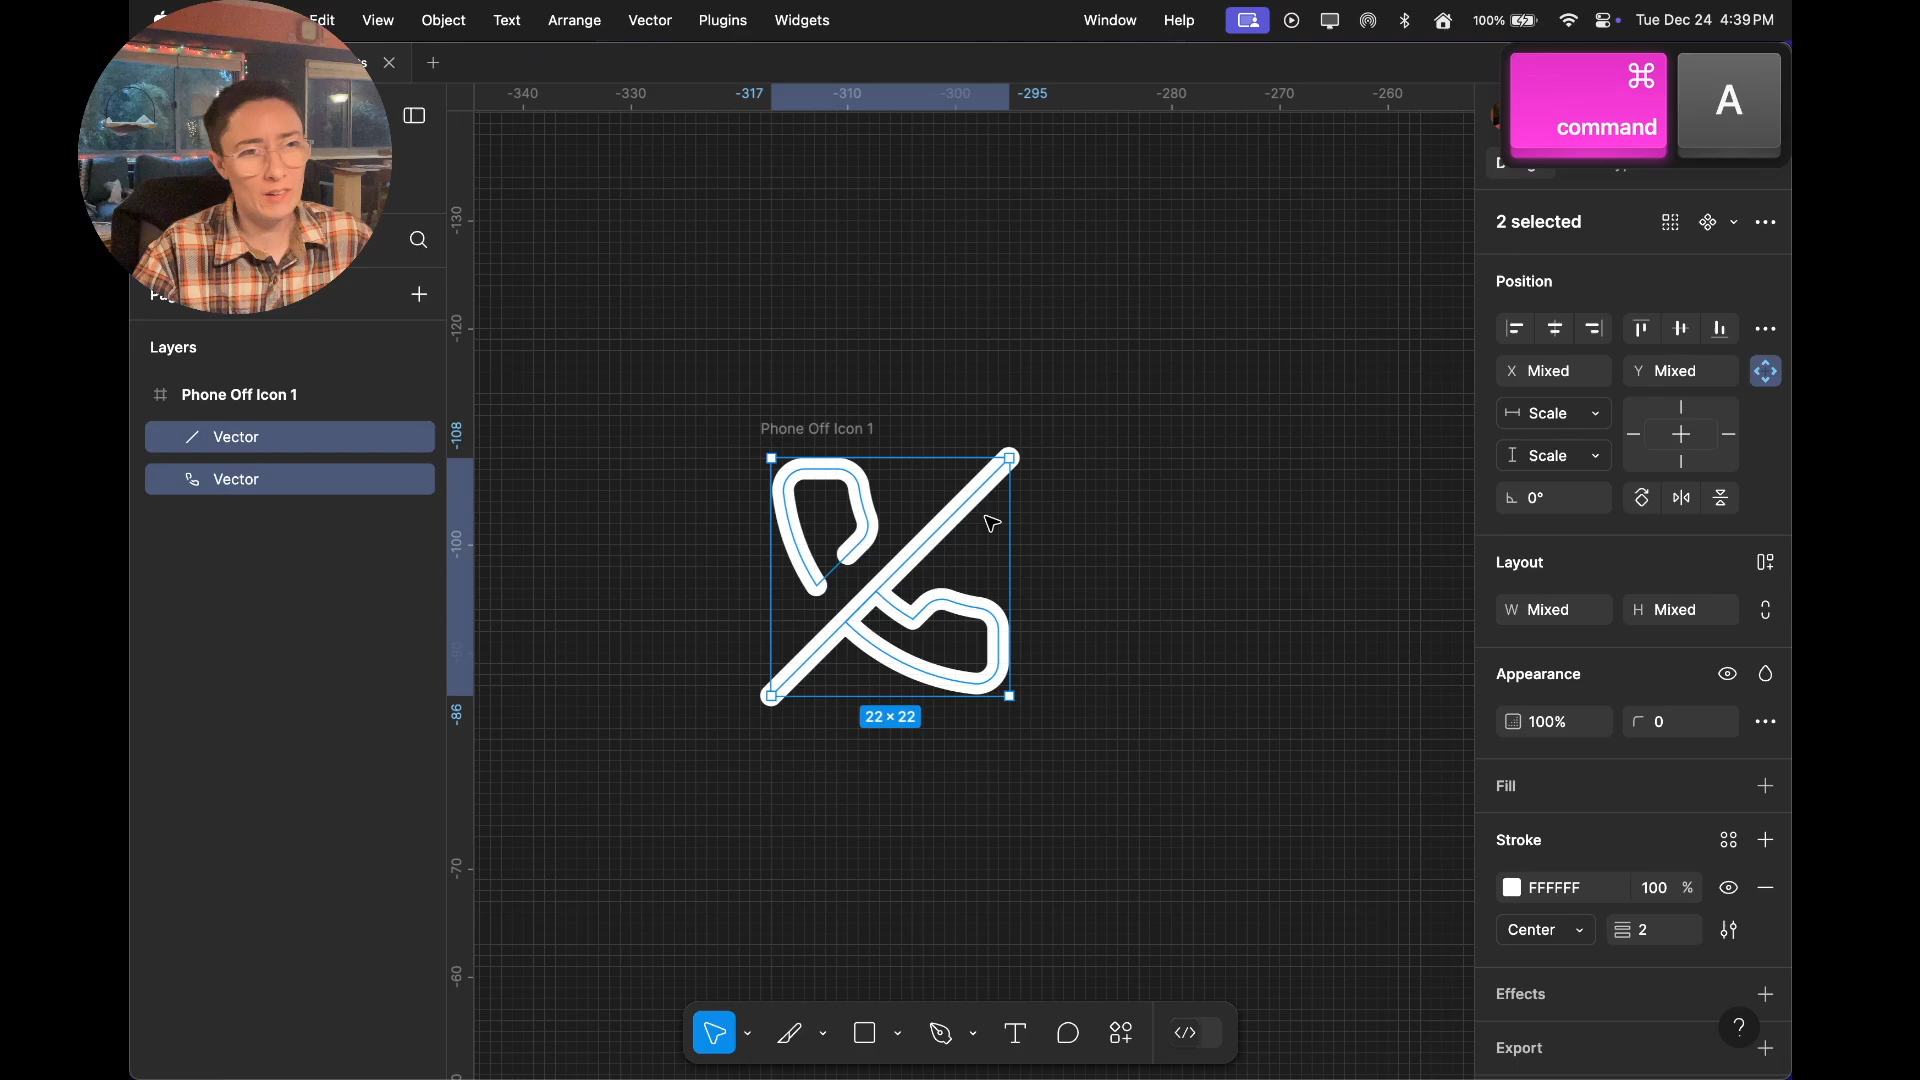 Edit View Object Text Arrange Vector Plugins Widgets Window Help 100% Tue Dec 24 4:39 PM
command
A
-340 -330 -317 -310 -300 -295 -280 -270 -260
-130
-120
-108
-100
-90
-86
-70
-60
Layers
Phone Off Icon 1
Vector
Vector
Phone Off Icon 1
22 × 22
2 selected
Position
X Mixed Y Mixed
Scale
Scale
0°
Layout
W Mixed H Mixed
Appearance
100% 0
Fill
Stroke
FFFFFF 100 %
Center 2
Effects
?
Export
T